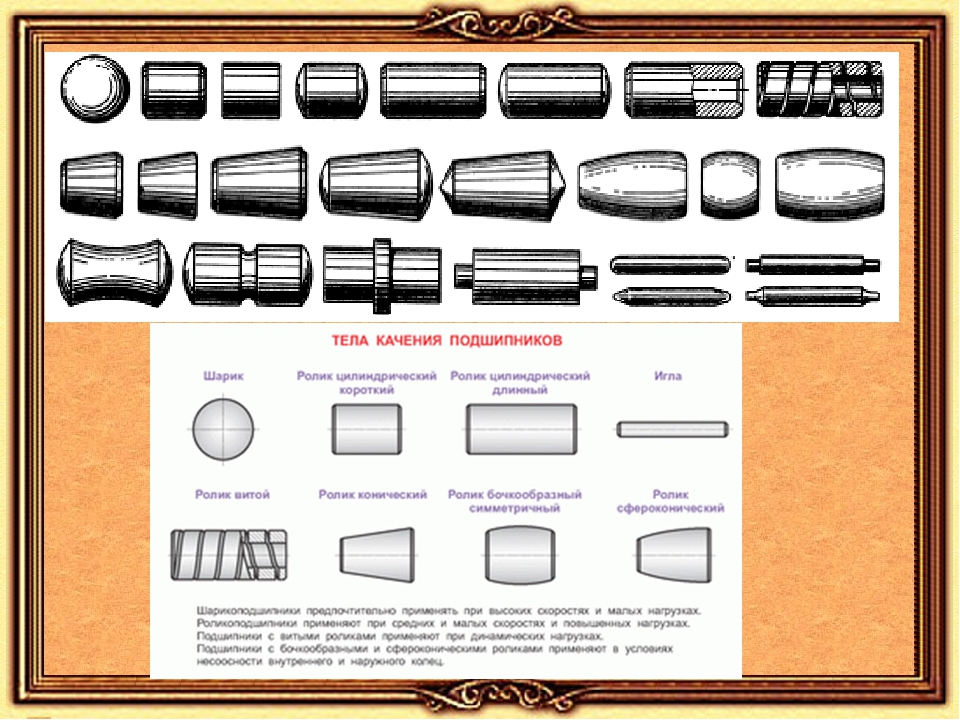 ТЕЛА КАЧЕНИЯ ПОДШИПНИКОВ
Шарик
Ролик цилиндрический
короткий
Ролик цилиндрический
длинный
Игла
Ролик витой
Ролик конический
Ролик бочкообразный
симметричный
Ролик
сфероконический
Шарикоподшипники предпочтительно применять при высоких скоростях и малых нагрузках.
Роликоподшипники применяют при средних и малых скоростях и повышенных нагрузках.
Подшипники с витыми роликами применяют при динамических нагрузках.
Подшипники с бочкообразными и сфероконическими роликами применяют в условиях
несоосности внутреннего и наружного колец.